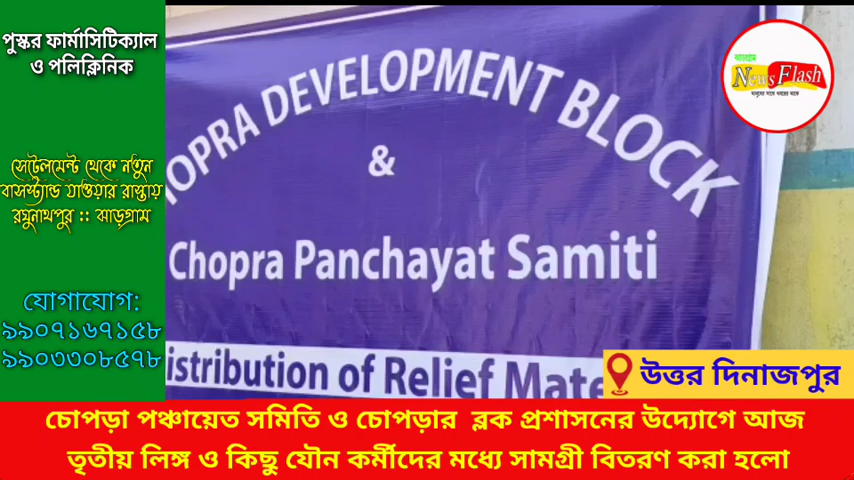 পুস্কর ফার্মাসিটিক্যাল
ও পলিক্লিনিক
সেটেলমেন্ট থেকে নতুন
বাসস্ট্যান্ড যাওয়ার রাস্তায়
রঘুনাথপুর :: ঝাড়গ্রাম
যোগাযোগ:
৯৯০৭১৬৭১৫৮
৯৯০৩৩০৮৫৭৮
HOPRA DEVELOPMENT BLOCK
&
Chopra Panchayat Samiti
istribution of Relief Mate
ঝাড়গ্রাম
News Flash
মানুষের সাথে খবরের সাথে
উত্তর দিনাজপুর
চোপড়া পঞ্চায়েত সমিতি ও চোপড়ার ব্লক প্রশাসনের উদ্যোগে আজ
তৃতীয় লিঙ্গ ও কিছু যৌন কর্মীদের মধ্যে সামগ্রী বিতরণ করা হলো